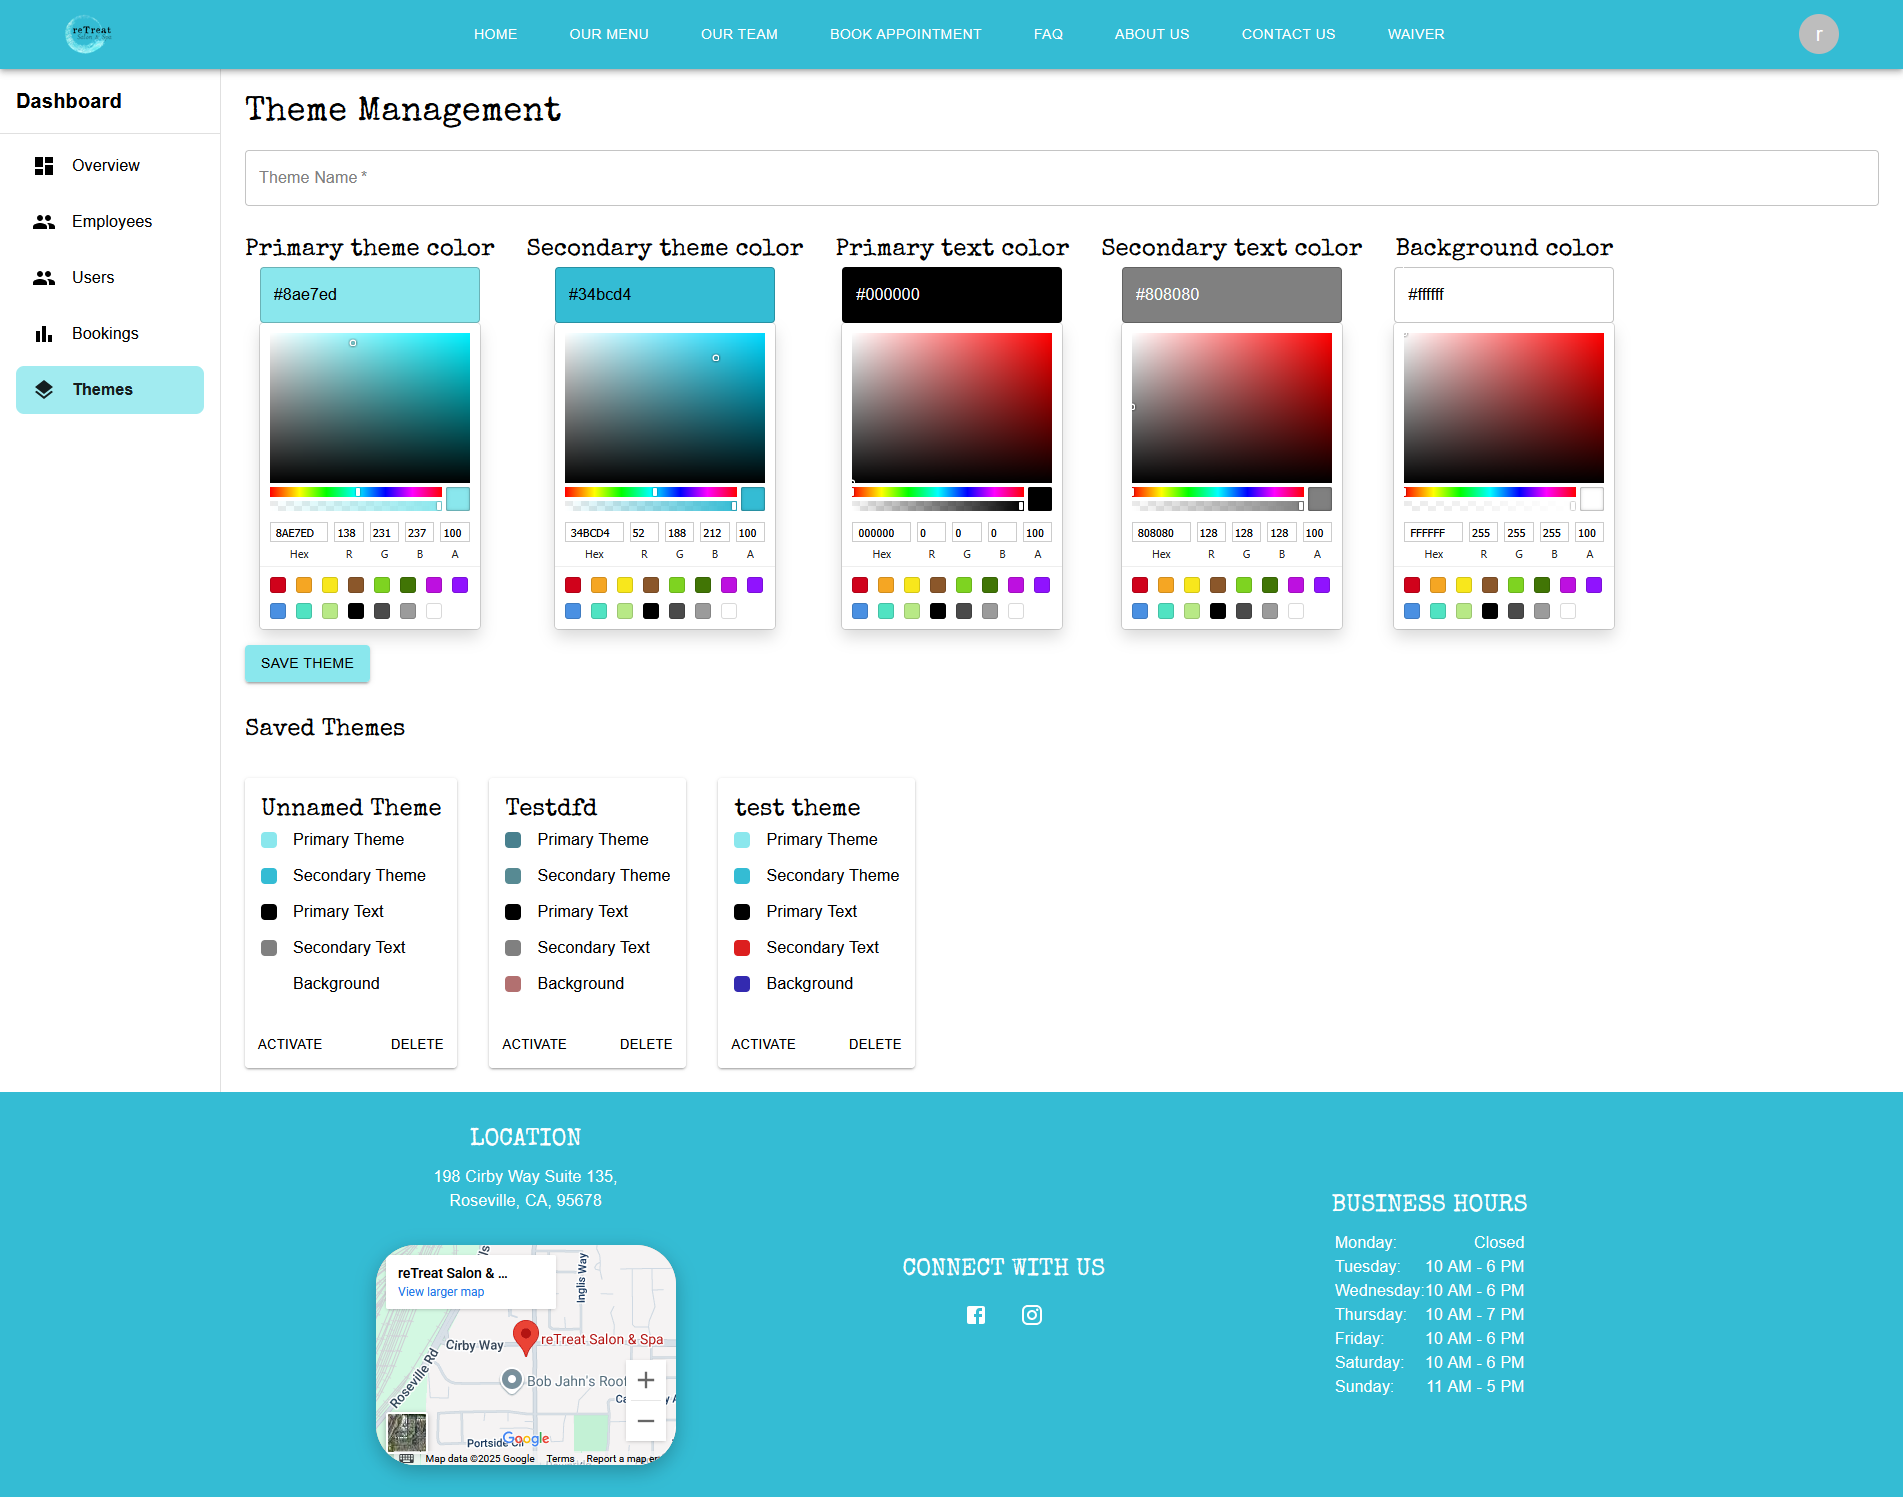 reTreat
Salon & Spa
HOME
OUR MENU
OUR TEAM
BOOK APPOINTMENT
FAQ
ABOUT US
CONTACT US
WAIVER
r
Dashboard
Overview
Employees
Users
Bookings
Themes
Theme Management
Theme Name *
Primary theme color
#8ae7ed
8AE7ED 138 231 237 100
Hex R G B A
Secondary theme color
#34bcd4
34BCD4 52 188 212 100
Hex R G B A
Primary text color
#000000
000000 0 0 0 100
Hex R G B A
Secondary text color
#808080
808080 128 128 128 100
Hex R G B A
Background color
#ffffff
FFFFFF 255 255 255 100
Hex R G B A
SAVE THEME
Saved Themes
Unnamed Theme
Primary Theme
Secondary Theme
Primary Text
Secondary Text
Background
ACTIVATE DELETE
Testdfd
Primary Theme
Secondary Theme
Primary Text
Secondary Text
Background
ACTIVATE DELETE
test theme
Primary Theme
Secondary Theme
Primary Text
Secondary Text
Background
ACTIVATE DELETE
LOCATION
198 Cirby Way Suite 135,
Roseville, CA, 95678
reTreat Salon & ...
View larger map
Inglis Way
Cirby Way
reTreat Salon & Spa
Roseville Rd
Bob Jahn's Roof
Portside Cir
Google
Map data ©2025 Google Terms Report a map er
CONNECT WITH US
BUSINESS HOURS
Monday: Closed
Tuesday: 10 AM - 6 PM
Wednesday: 10 AM - 6 PM
Thursday: 10 AM - 7 PM
Friday: 10 AM - 6 PM
Saturday: 10 AM - 6 PM
Sunday: 11 AM - 5 PM